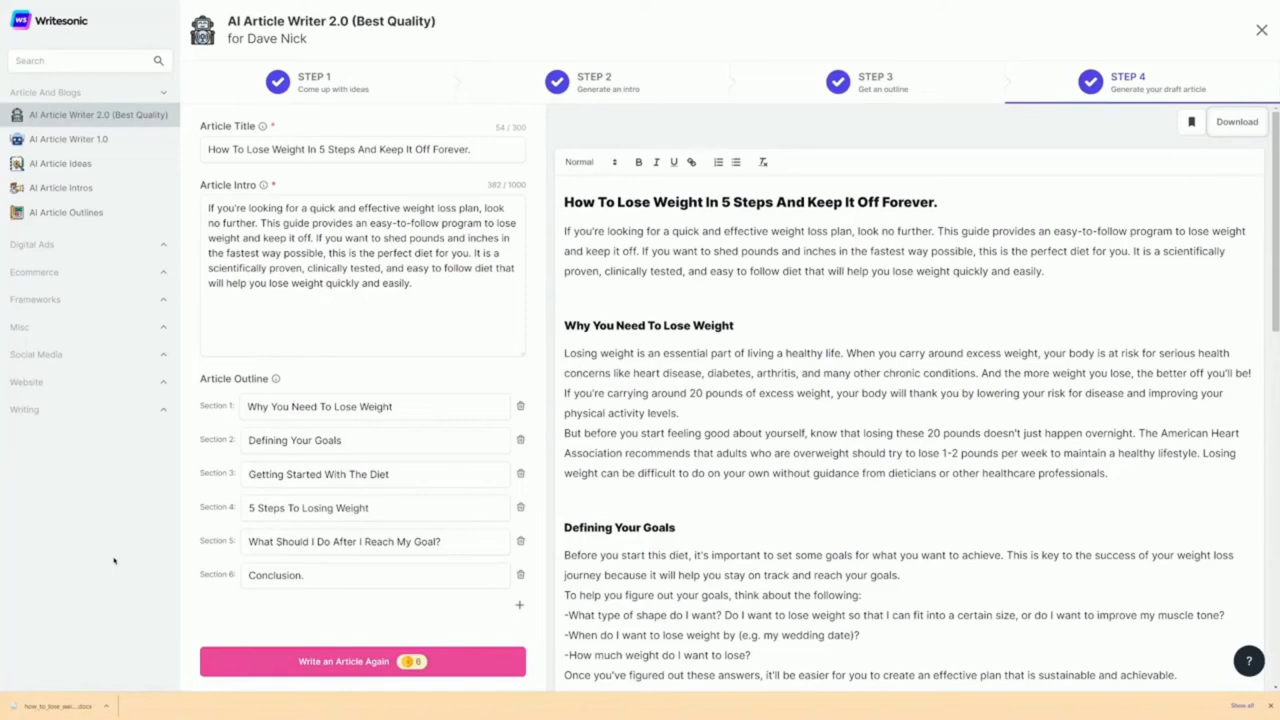 Writesonic
AI Article Writer 2.0 (Best Quality)
for Dave Nick
Search
Article And Blogs
AI Article Writer 2.0 (Best Quality)
AI Article Writer 1.0
AI Article Ideas
AI Article Intros
AI Article Outlines
Digital Ads
Ecommerce
Frameworks
Misc
Social Media
Website
Writing
STEP 1
Come up with ideas
STEP 2
Generate an intro
STEP 3
Get an outline
STEP 4
Generate your draft article
Article Title *
54 / 300
How To Lose Weight In 5 Steps And Keep It Off Forever.
Article Intro *
382 / 1000
If you're looking for a quick and effective weight loss plan, look
no further. This guide provides an easy-to-follow program to lose
weight and keep it off. If you want to shed pounds and inches in
the fastest way possible, this is the perfect diet for you. It is a
scientifically proven, clinically tested, and easy to follow diet that
will help you lose weight quickly and easily.
Article Outline
Section 1: Why You Need To Lose Weight
Section 2: Defining Your Goals
Section 3: Getting Started With The Diet
Section 4: 5 Steps To Losing Weight
Section 5: What Should I Do After I Reach My Goal?
Section 6: Conclusion.
Write an Article Again 6
Download
Normal B I U
How To Lose Weight In 5 Steps And Keep It Off Forever.
If you're looking for a quick and effective weight loss plan, look no further. This guide provides an easy-to-follow program to lose weight
and keep it off. If you want to shed pounds and inches in the fastest way possible, this is the perfect diet for you. It is a scientifically
proven, clinically tested, and easy to follow diet that will help you lose weight quickly and easily.
Why You Need To Lose Weight
Losing weight is an essential part of living a healthy life. When you carry around excess weight, your body is at risk for serious health
concerns like heart disease, diabetes, arthritis, and many other chronic conditions. And the more weight you lose, the better off you'll be!
If you're carrying around 20 pounds of excess weight, your body will thank you by lowering your risk for disease and improving your
physical activity levels.
But before you start feeling good about yourself, know that losing these 20 pounds doesn't just happen overnight. The American Heart
Association recommends that adults who are overweight should try to lose 1-2 pounds per week to maintain a healthy lifestyle. Losing
weight can be difficult to do on your own without guidance from dieticians or other healthcare professionals.
Defining Your Goals
Before you start this diet, it's important to set some goals for what you want to achieve. This is key to the success of your weight loss
journey because it will help you stay on track and reach your goals.
To help you figure out your goals, think about the following:
-What type of shape do I want? Do I want to lose weight so that I can fit into a certain size, or do I want to improve my muscle tone?
-When do I want to lose weight by (e.g. my wedding date)?
-How much weight do I want to lose?
Once you've figured out these answers, it'll be easier for you to create an effective plan that is sustainable and achievable.
?
how_to_lose_wei....docx
Show all